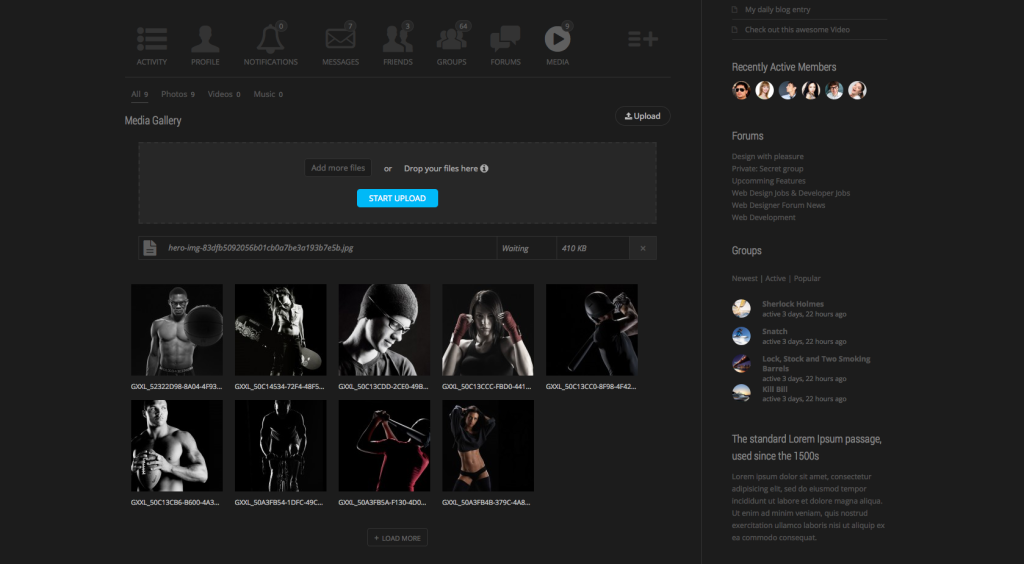 0
7
3
64
9
ACTIVITY
PROFILE
NOTIFICATIONS
MESSAGES
FRIENDS
GROUPS
FORUMS
MEDIA
All 9
Photos 9
Videos 0
Music 0
Media Gallery
Upload
Add more files
or
Drop your files here
START UPLOAD
hero-img-83dfb5092056b01cb0a7be3a193b7e5b.jpg
Waiting
410 KB
GXXL_52322D98-8A04-4F93...
GXXL_50C14534-72F4-48F5...
GXXL_50C13CDD-2CE0-49B...
GXXL_50C13CCC-FBD0-441...
GXXL_50C13CC0-8F98-4F42...
GXXL_50C13CB6-B600-4A3...
GXXL_50A3FB54-1DFC-49C...
GXXL_50A3FB5A-F130-4D0...
GXXL_50A3FB4B-379C-4A8...
+ LOAD MORE
My daily blog entry
Check out this awesome Video
Recently Active Members
Forums
Design with pleasure
Private: Secret group
Upcomming Features
Web Design Jobs & Developer Jobs
Web Designer Forum News
Web Development
Groups
Newest | Active | Popular
Sherlock Holmes
active 3 days, 22 hours ago
Snatch
active 3 days, 22 hours ago
Lock, Stock and Two Smoking
Barrels
active 3 days, 22 hours ago
Kill Bill
active 3 days, 22 hours ago
The standard Lorem Ipsum passage,
used since the 1500s
Lorem ipsum dolor sit amet, consectetur
adipisicing elit, sed do eiusmod tempor
incididunt ut labore et dolore magna aliqua.
Ut enim ad minim veniam, quis nostrud
exercitation ullamco laboris nisi ut aliquip ex
ea commodo consequat.